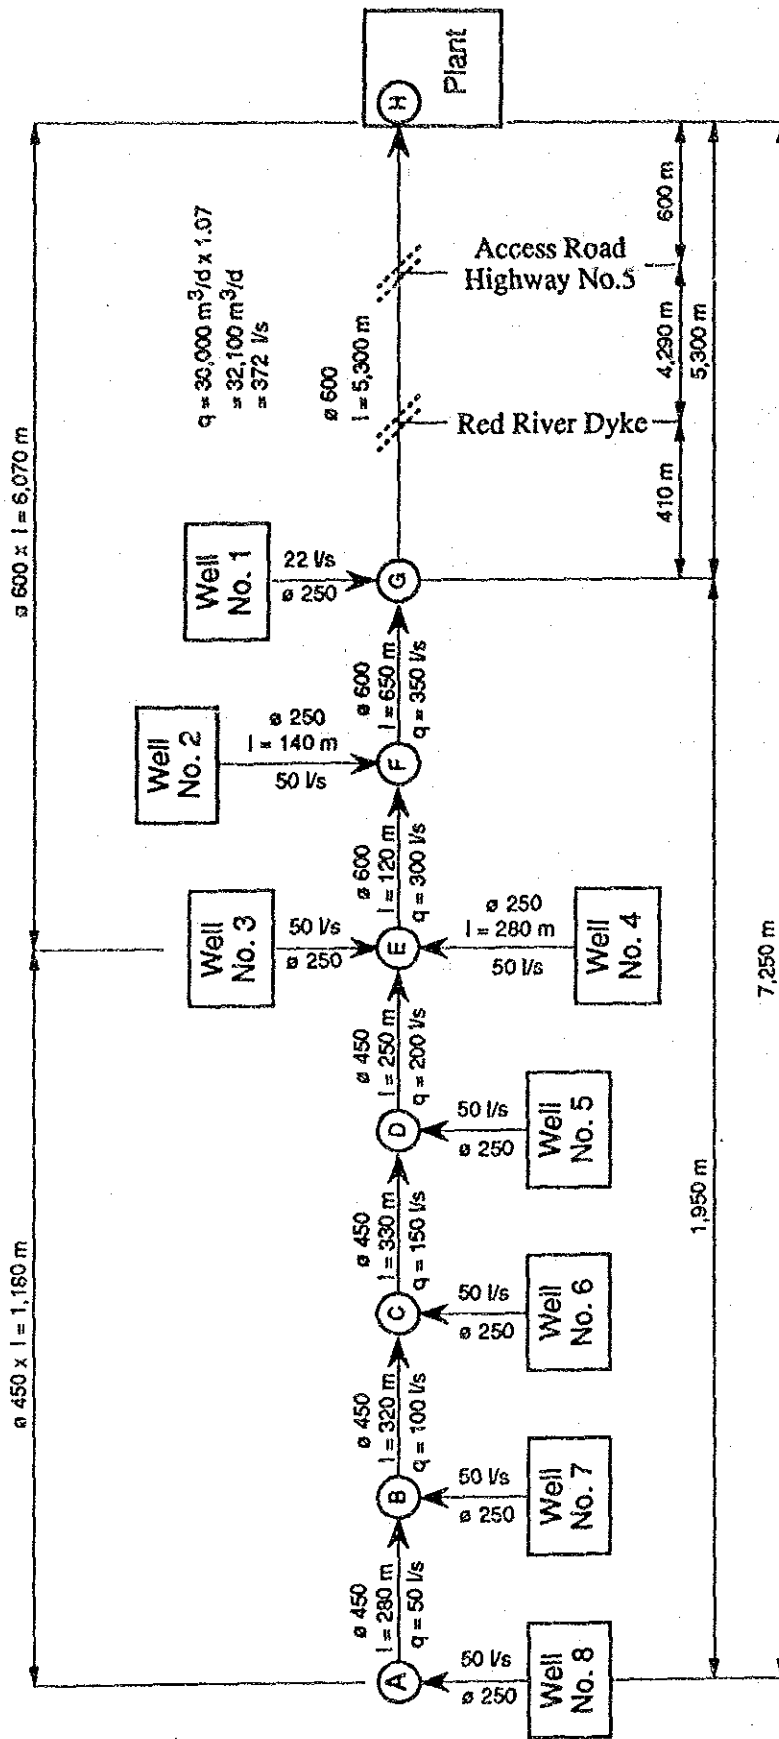 ø 600 x l = 6,070 m
ø 450 x l = 1,180 m
q = 30,000 m³/d x 1.07
= 32,100 m³/d
= 372 l/s
Well
No. 1
22 l/s
ø 250
Well
No. 2
ø 250
l = 140 m
50 l/s
Well
No. 3
50 l/s
ø 250
A
ø 450
l = 280 m
q = 50 l/s
B
ø 450
l = 320 m
q = 100 l/s
C
ø 450
l = 330 m
q = 150 l/s
D
ø 450
l = 250 m
q = 200 l/s
E
ø 600
l = 120 m
q = 300 l/s
F
ø 600
l = 650 m
q = 350 l/s
G
ø 600
l = 5,300 m
H
Plant
Red River Dyke
Access Road
Highway No.5
50 l/s
ø 250
Well
No. 8
50 l/s
ø 250
Well
No. 7
50 l/s
ø 250
Well
No. 6
50 l/s
ø 250
Well
No. 5
ø 250
l = 280 m
50 l/s
Well
No. 4
410 m
4,290 m
600 m
1,950 m
5,300 m
7,250 m